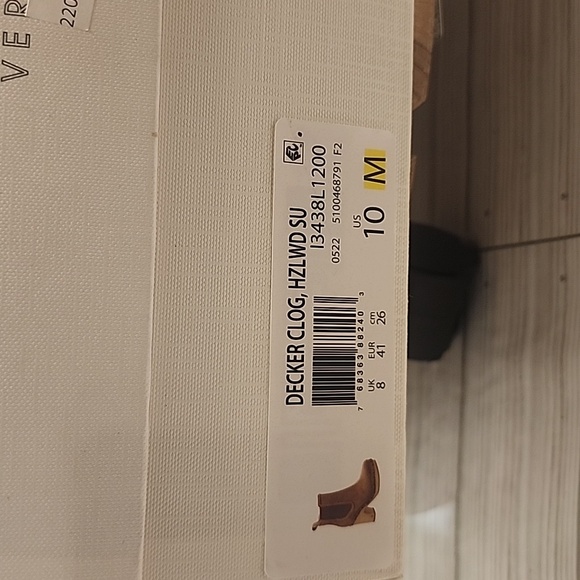 VER
220
DECKER CLOG, HZLWD SU
I3438L1200
0522 5100468791 F2
7 68363 88240 3
UK EUR cm US
8 41 26 10 M